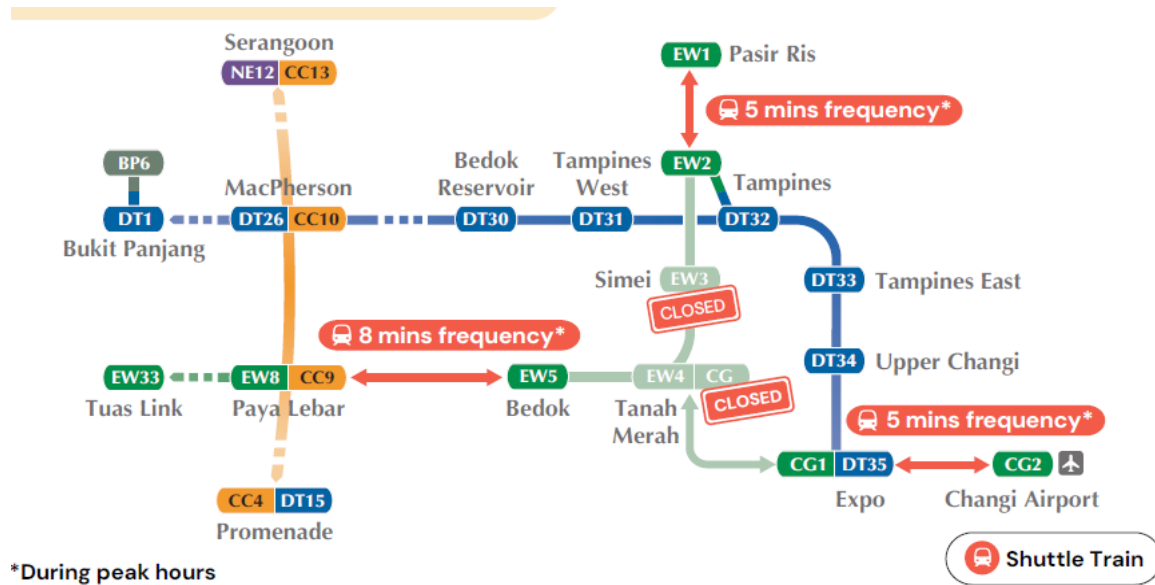 Serangoon
NE12 CC13
EW1 Pasir Ris
5 mins frequency*
BP6
EW2
MacPherson
Bedok
Reservoir
Tampines
West
Tampines
DT1
DT26 CC10
DT30
DT31
DT32
Bukit Panjang
Simei EW3
CLOSED
DT33 Tampines East
8 mins frequency*
DT34 Upper Changi
EW33
EW8 CC9
EW5
EW4 CG
CLOSED
Tuas Link
Paya Lebar
Bedok
Tanah
Merah
5 mins frequency*
CG1 DT35
CG2
Expo
Changi Airport
CC4 DT15
Promenade
*During peak hours
Shuttle Train